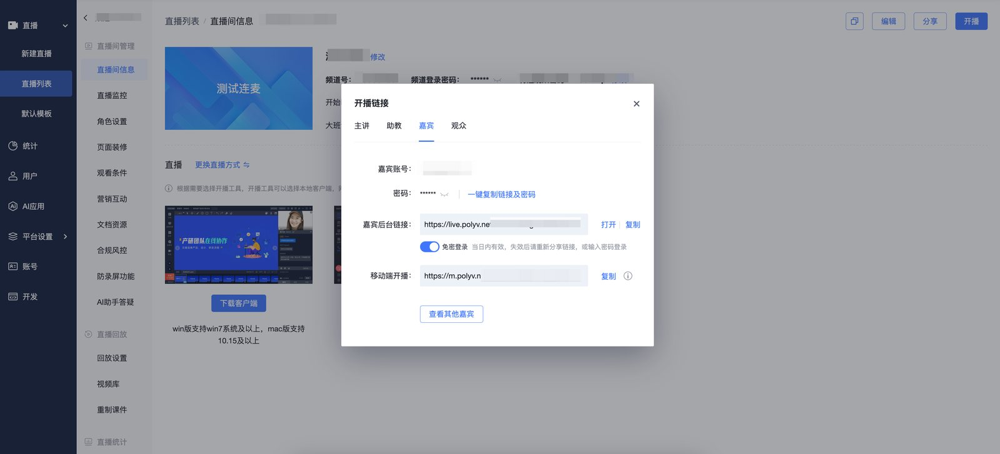 直播
新建直播
直播列表
默认模板
统计
用户
AI应用
平台设置
账号
开发
直播间管理
直播间信息
直播监控
角色设置
页面装修
观看条件
营销互动
文档资源
合规风控
防录屏功能
AI助手答疑
直播回放
回放设置
视频库
重制课件
直播统计
直播列表 / 直播间信息
编辑
分享
开播
测试连麦
修改
频道号：
频道登录密码： ******
开始
大班
直播 更换直播方式
根据需要选择开播工具，开播工具可以选择本地客户端，
产研团队在线协作
下载客户端
win版支持win7系统及以上，mac版支持
10.15及以上
开播链接
主讲 助教 嘉宾 观众
嘉宾账号：
密码： ****** 一键复制链接及密码
嘉宾后台链接： https://live.polyv.net 打开 复制
免密登录 当日内有效，失效后请重新分享链接，或输入密码登录
移动端开播： https://m.polyv.n 复制
查看其他嘉宾